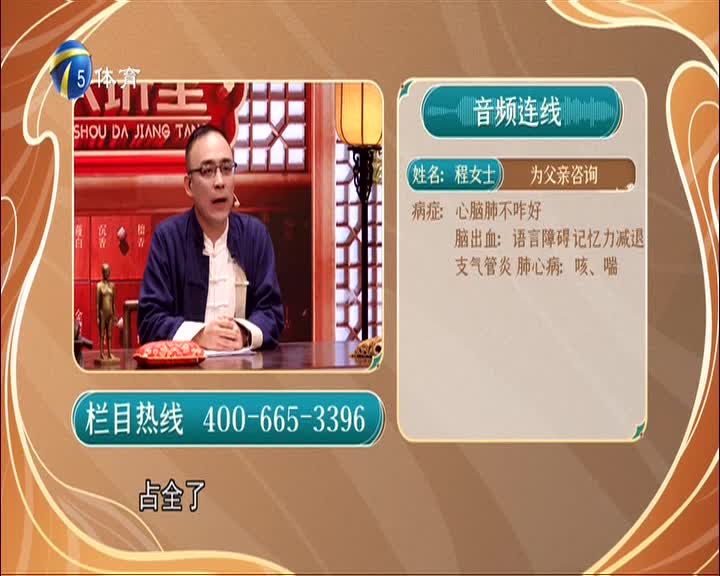 5体育
SHOU DA JIANG TANG
音频连线
姓名: 程女士 为父亲咨询
病症: 心脑肺不咋好
脑出血: 语言障碍记忆力减退
支气管炎 肺心病: 咳、喘
沉香
栏目热线 400-665-3396
占全了